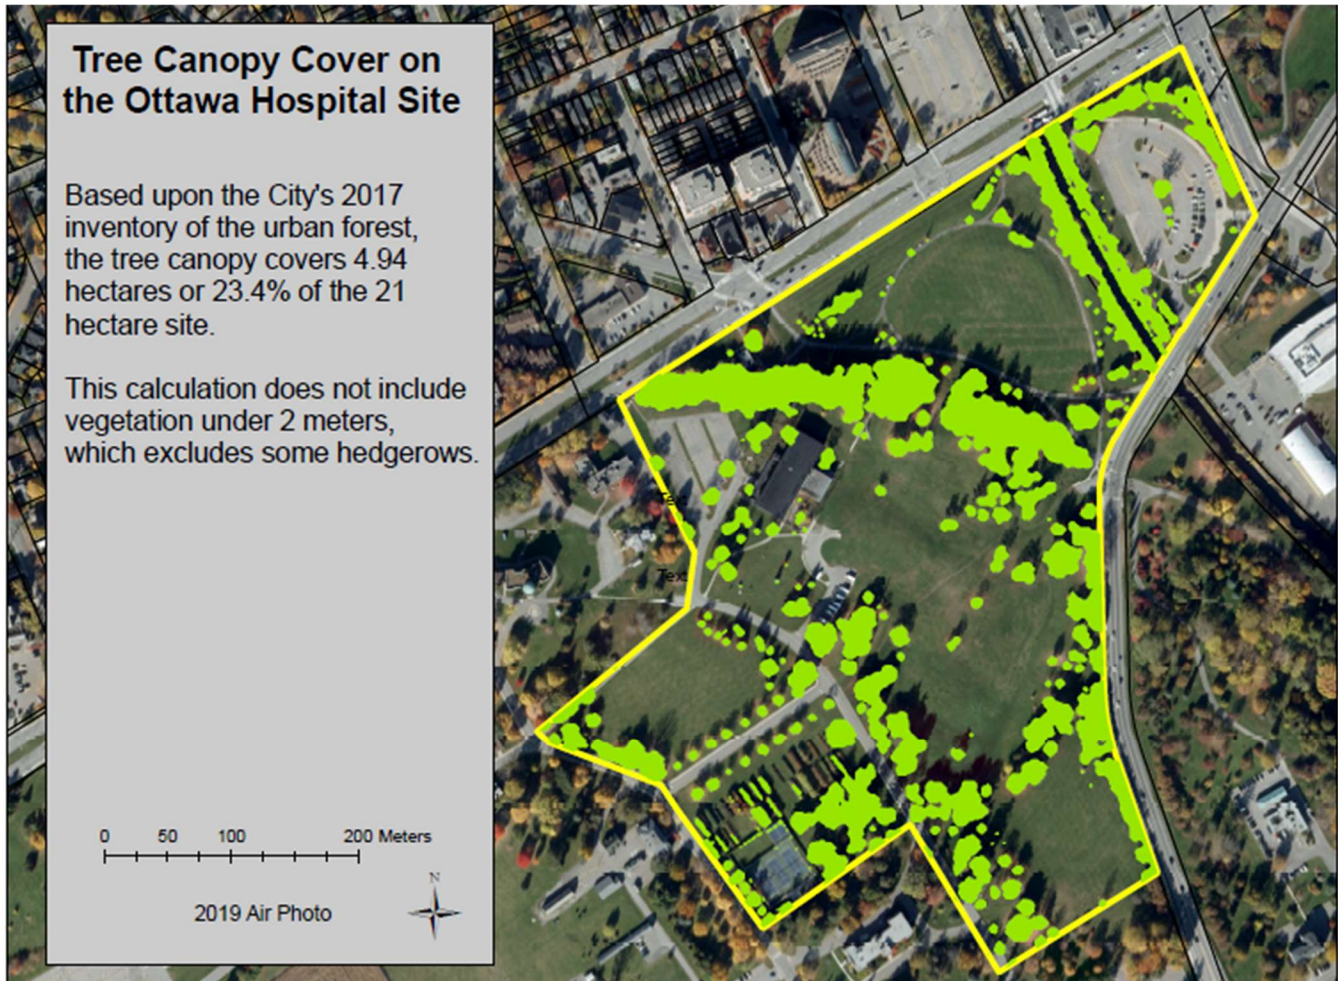 Tree Canopy Cover on
the Ottawa Hospital Site
Based upon the City's 2017
inventory of the urban forest,
the tree canopy covers 4.94
hectares or 23.4% of the 21
hectare site.
This calculation does not include
vegetation under 2 meters,
which excludes some hedgerows.
0 50 100 200 Meters
2019 Air Photo
N
Text